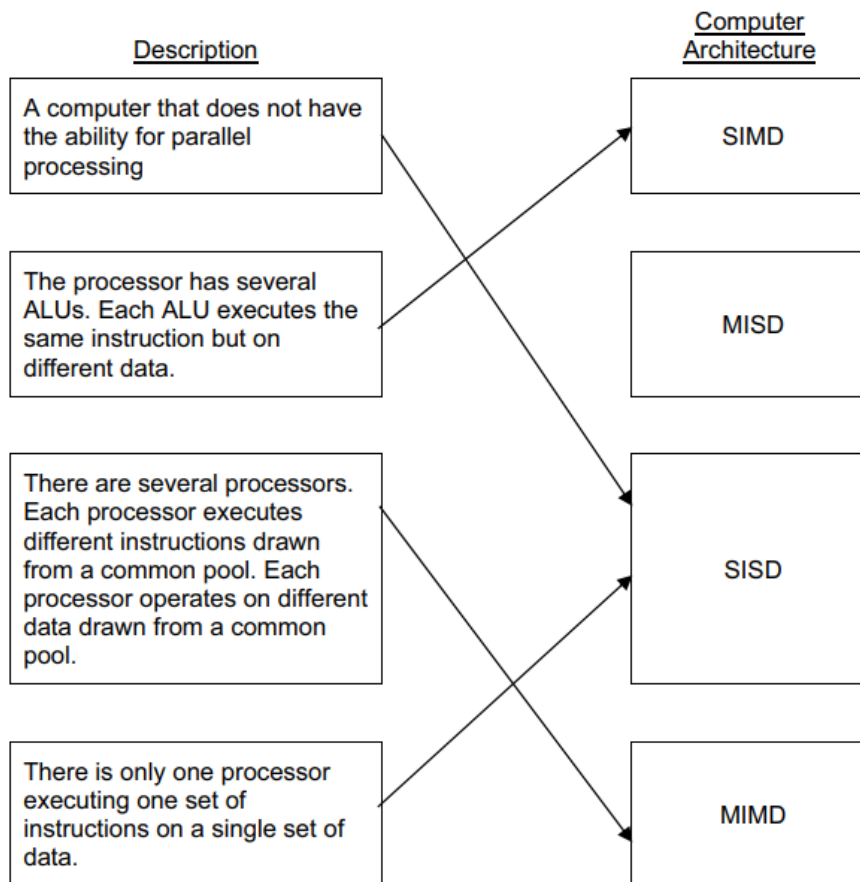 Description
Computer
Architecture
A computer that does not have
the ability for parallel
processing
SIMD
The processor has several
ALUs. Each ALU executes the
same instruction but on
different data.
MISD
There are several processors.
Each processor executes
different instructions drawn
from a common pool. Each
processor operates on different
data drawn from a common
pool.
SISD
There is only one processor
executing one set of
instructions on a single set of
data.
MIMD